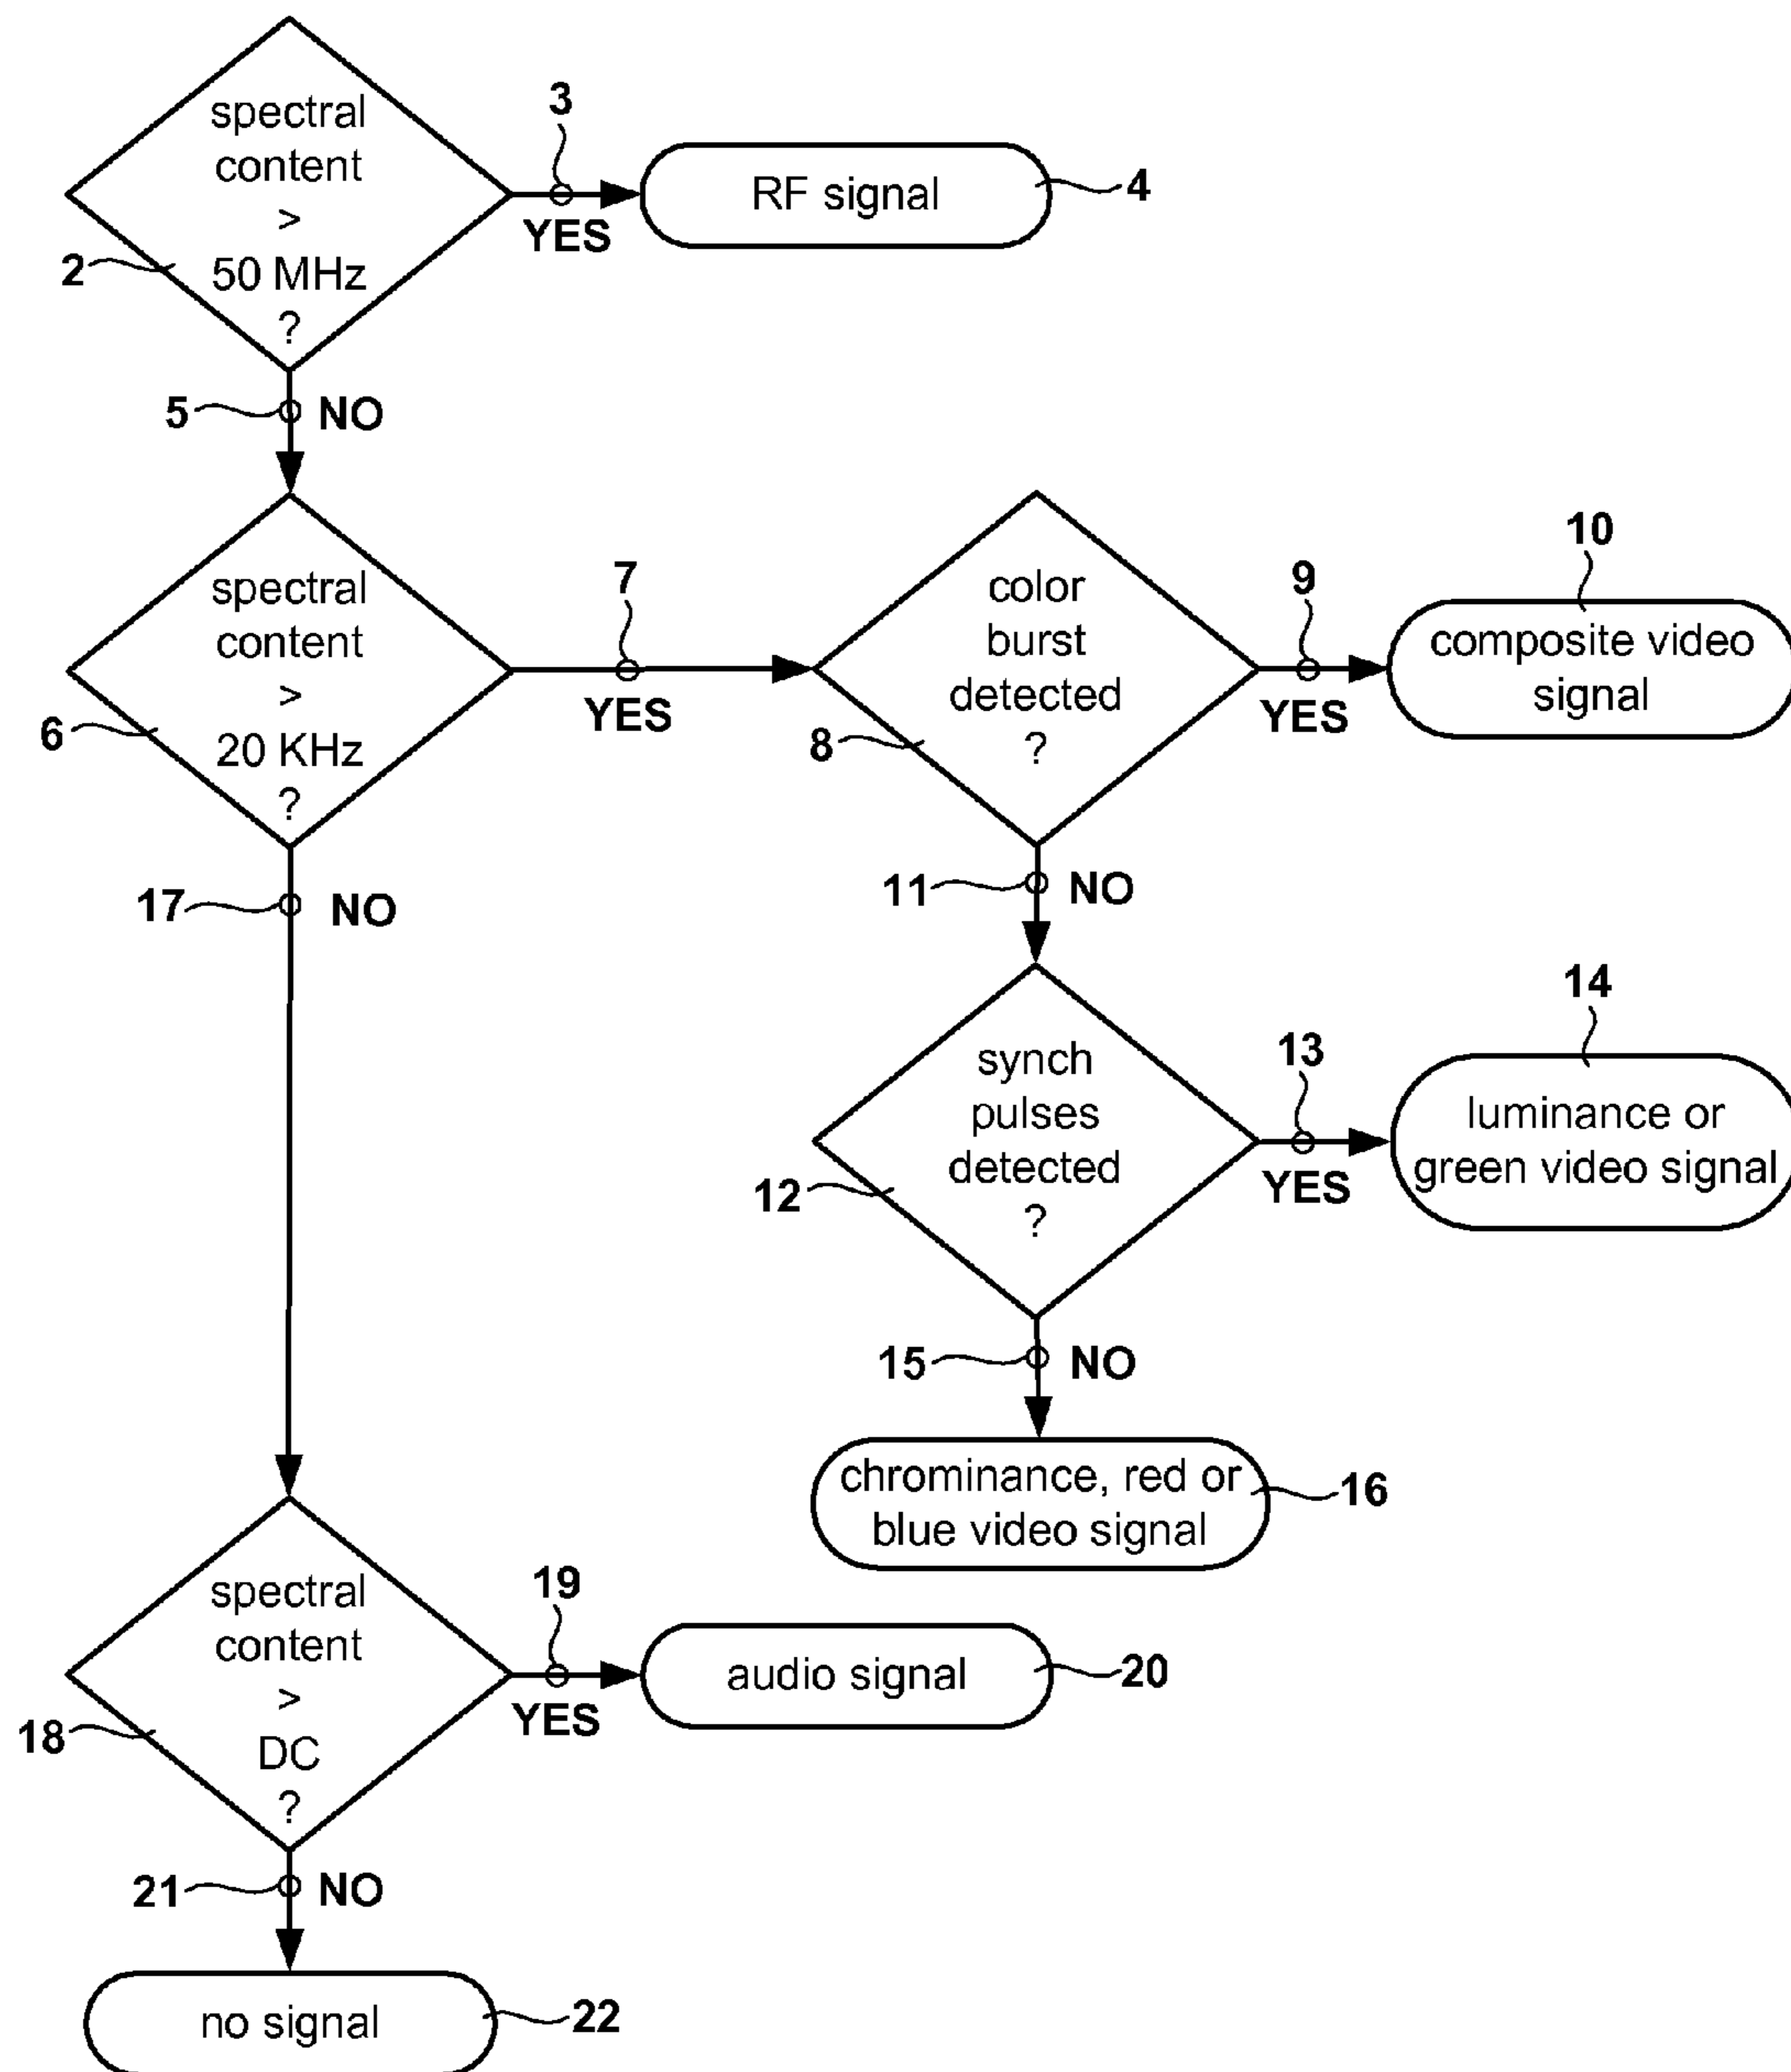 spectral
content
>
50 MHz
?
2
3
YES
RF signal
4
5
NO
spectral
content
>
20 KHz
?
6
7
YES
color
burst
detected
?
8
9
YES
10
composite video
signal
11
NO
synch
pulses
detected
?
12
13
YES
14
luminance or
green video signal
15
NO
chrominance, red or
blue video signal
16
17
NO
spectral
content
>
DC
?
18
19
YES
audio signal
20
21
NO
no signal
22